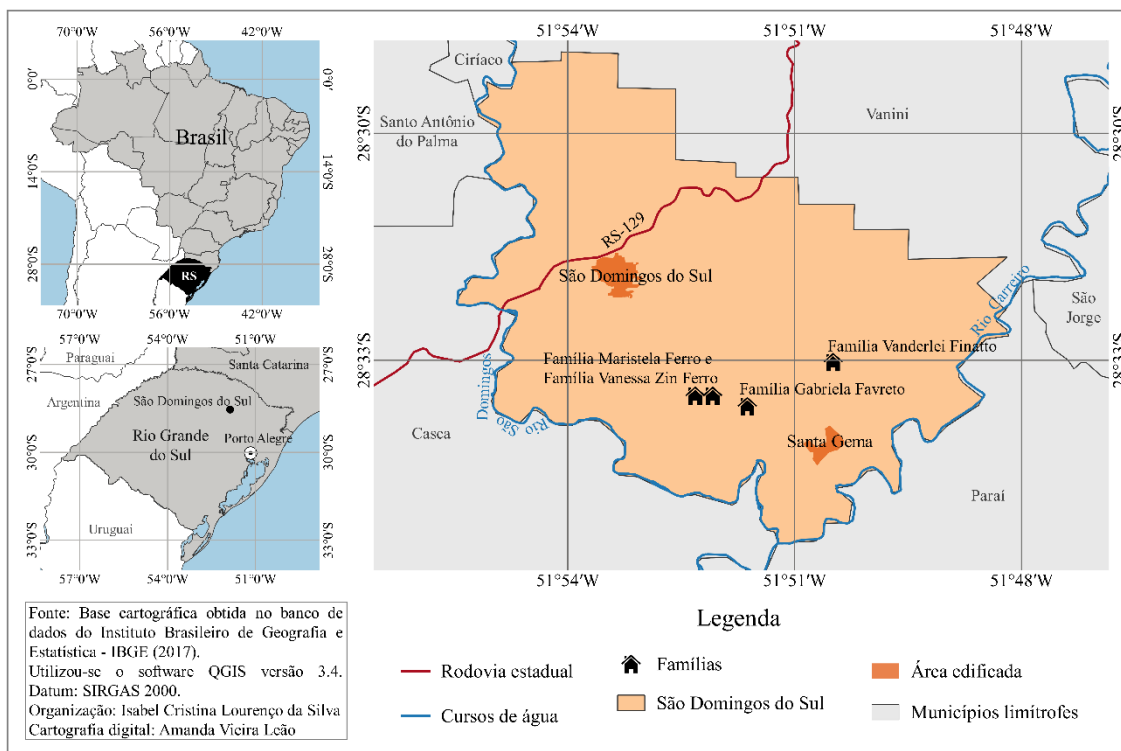 70°0'W 56°0'W 42°0'W
0°0'
14°0'S
28°0'S
Brasil
RS
0°0'
14°0'S
28°0'S
70°0'W 56°0'W 42°0'W
57°0'W 54°0'W 51°0'W
27°0'S
30°0'S
33°0'S
Paraguai
Santa Catarina
Argentina
São Domingos do Sul
Rio Grande
do Sul
Porto Alegre
Uruguai
27°0'S
30°0'S
33°0'S
57°0'W 54°0'W 51°0'W
51°54'W 51°51'W 51°48'W
28°30'S
28°33'S
Ciríaco
Santo Antônio
do Palma
Vanini
RS-129
São Domingos do Sul
Rio Carreiro
São
Jorge
Família Vanderlei Finatto
Família Maristela Ferro e
Família Vanessa Zin Ferro
Família Gabriela Favreto
Rio São Domingos
Casca
Santa Gema
Paraí
28°30'S
28°33'S
51°54'W 51°51'W 51°48'W
Fonte: Base cartográfica obtida no banco de
dados do Instituto Brasileiro de Geografia e
Estatística - IBGE (2017).
Utilizou-se o software QGIS versão 3.4.
Datum: SIRGAS 2000.
Organização: Isabel Cristina Lourenço da Silva
Cartografia digital: Amanda Vieira Leão
Legenda
Rodovia estadual
Cursos de água
Famílias
São Domingos do Sul
Área edificada
Municípios limítrofes